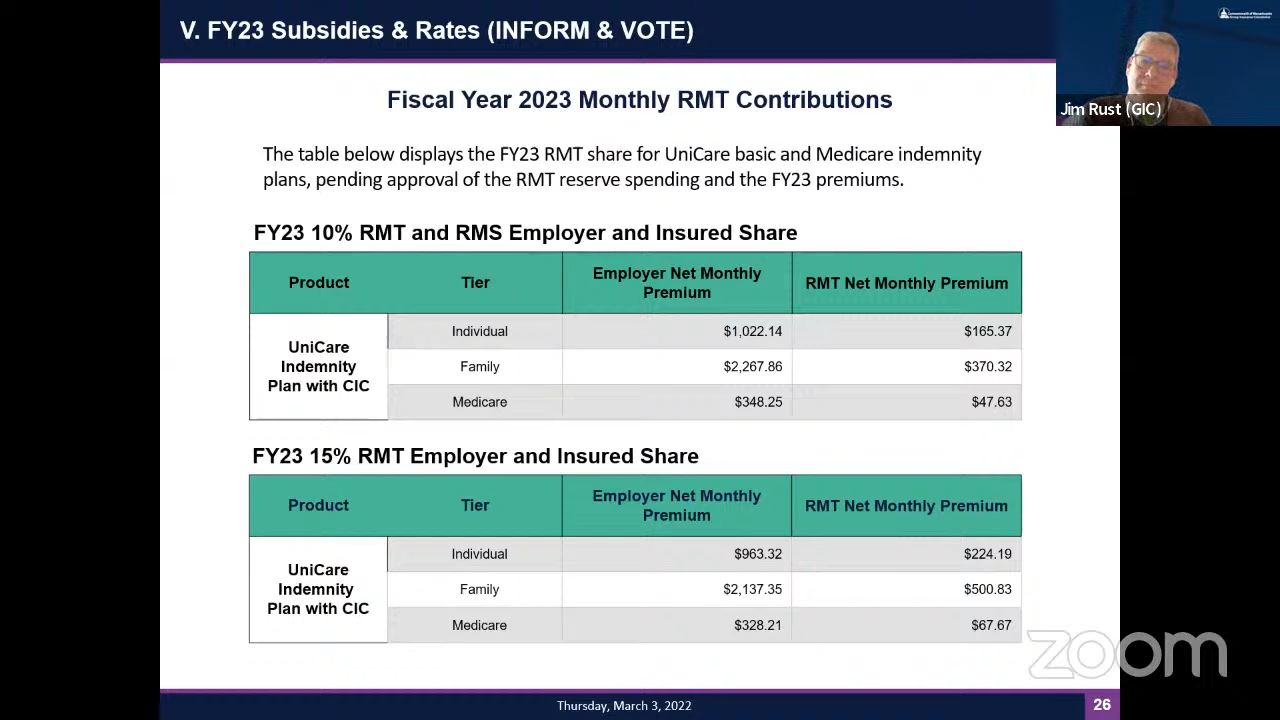 V. FY23 Subsidies & Rates (INFORM & VOTE)
Commonwealth of Massachusetts
Group Insurance Commission
Jim Rust (GIC)
Fiscal Year 2023 Monthly RMT Contributions
The table below displays the FY23 RMT share for UniCare basic and Medicare indemnity
plans, pending approval of the RMT reserve spending and the FY23 premiums.
FY23 10% RMT and RMS Employer and Insured Share
Product Tier Employer Net Monthly Premium RMT Net Monthly Premium
UniCare Indemnity Plan with CIC
Individual $1,022.14 $165.37
Family $2,267.86 $370.32
Medicare $348.25 $47.63
FY23 15% RMT Employer and Insured Share
Product Tier Employer Net Monthly Premium RMT Net Monthly Premium
UniCare Indemnity Plan with CIC
Individual $963.32 $224.19
Family $2,137.35 $500.83
Medicare $328.21 $67.67
zoom
Thursday, March 3, 2022
26